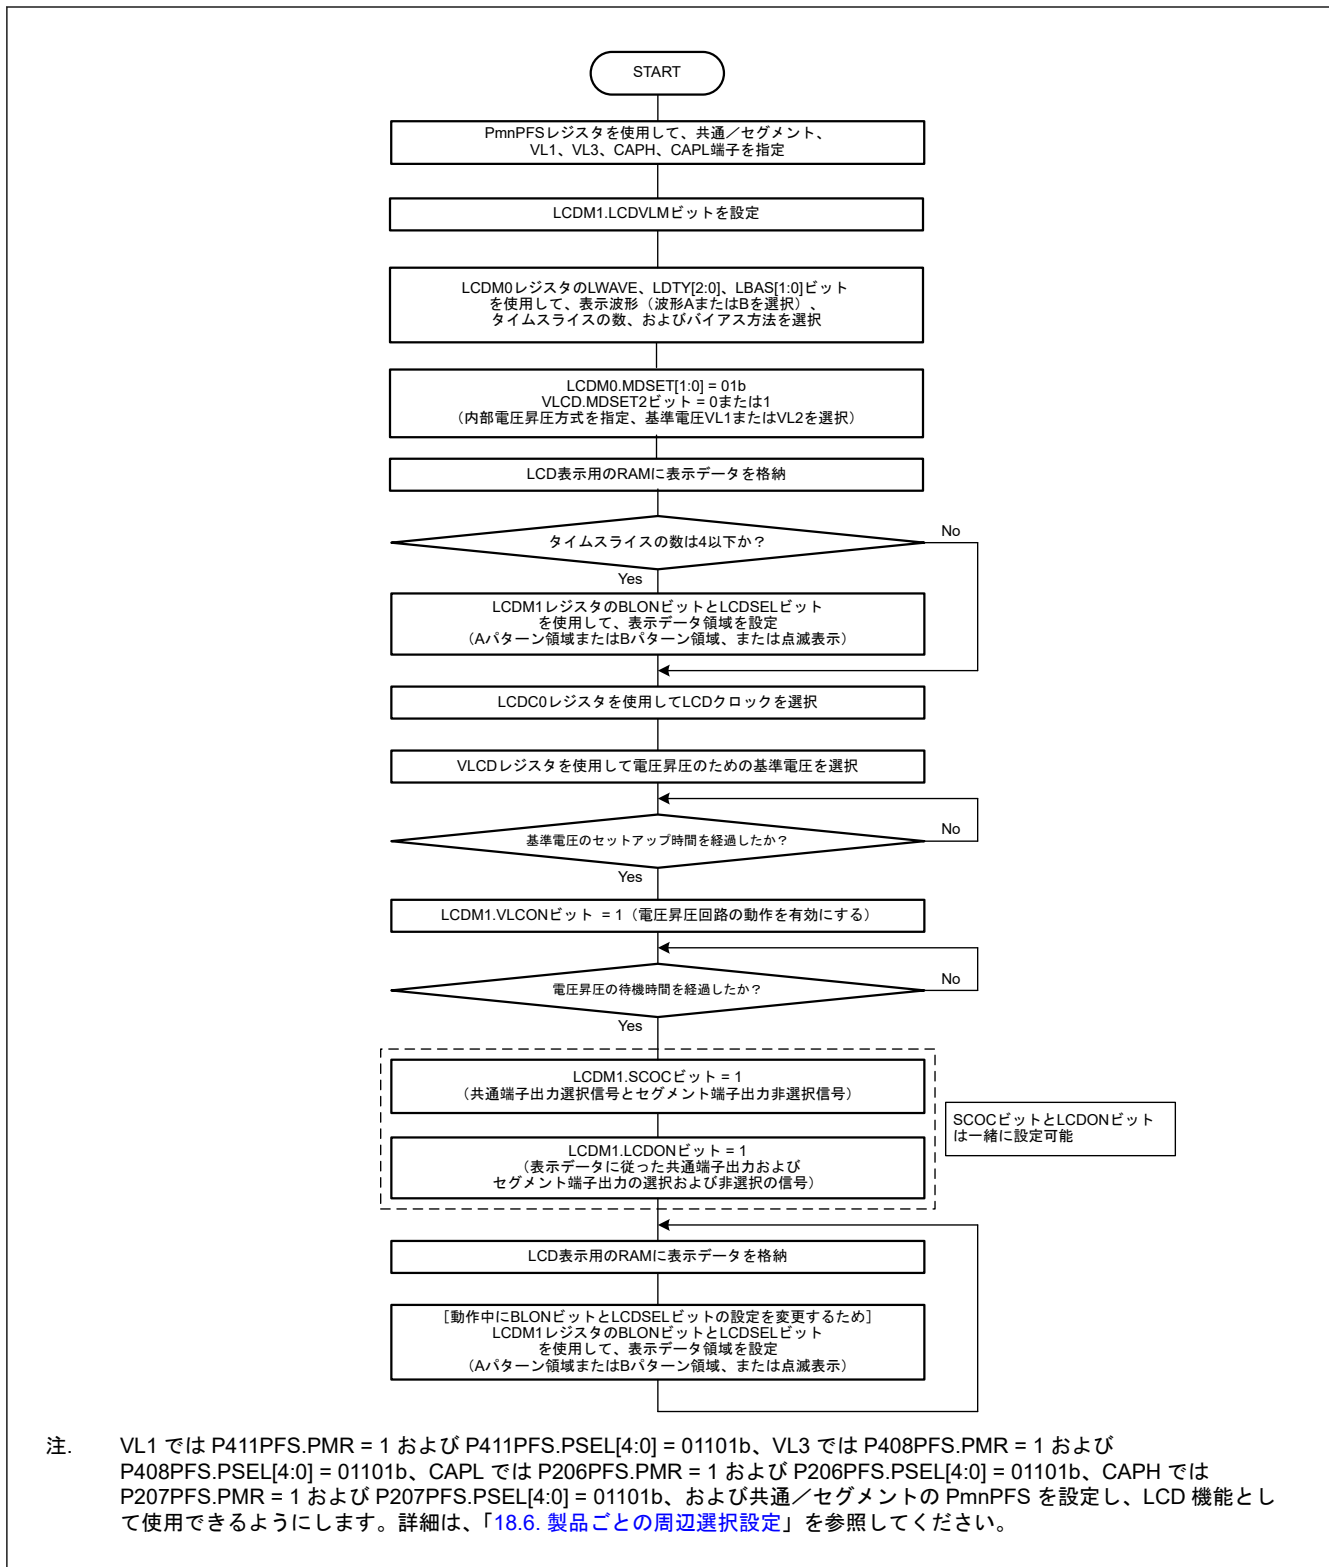 START
PmnPFSレジスタを使用して、共通／セグメント、
VL1、VL3、CAPH、CAPL端子を指定
LCDM1.LCDVLMビットを設定
LCDM0レジスタのLWAVE、LDTY[2:0]、LBAS[1:0]ビット
を使用して、表示波形（波形AまたはBを選択）、
タイムスライスの数、およびバイアス方法を選択
LCDM0.MDSET[1:0] = 01b
VLCD.MDSET2ビット = 0または1
（内部電圧昇圧方式を指定、基準電圧VL1またはVL2を選択）
LCD表示用のRAMに表示データを格納
タイムスライスの数は4以下か？
No
Yes
LCDM1レジスタのBLONビットとLCDSELビット
を使用して、表示データ領域を設定
（Aパターン領域またはBパターン領域、または点滅表示）
LCDC0レジスタを使用してLCDクロックを選択
VLCDレジスタを使用して電圧昇圧のための基準電圧を選択
基準電圧のセットアップ時間を経過したか？
No
Yes
LCDM1.VLCONビット = 1（電圧昇圧回路の動作を有効にする）
電圧昇圧の待機時間を経過したか？
No
Yes
LCDM1.SCOCビット = 1
（共通端子出力選択信号とセグメント端子出力非選択信号）
SCOCビットとLCDONビット
は一緒に設定可能
LCDM1.LCDONビット = 1
（表示データに従った共通端子出力および
セグメント端子出力の選択および非選択の信号）
LCD表示用のRAMに表示データを格納
［動作中にBLONビットとLCDSELビットの設定を変更するため］
LCDM1レジスタのBLONビットとLCDSELビット
を使用して、表示データ領域を設定
（Aパターン領域またはBパターン領域、または点滅表示）
注. VL1 では P411PFS.PMR = 1 および P411PFS.PSEL[4:0] = 01101b、VL3 では P408PFS.PMR = 1 および
P408PFS.PSEL[4:0] = 01101b、CAPL では P206PFS.PMR = 1 および P206PFS.PSEL[4:0] = 01101b、CAPH では
P207PFS.PMR = 1 および P207PFS.PSEL[4:0] = 01101b、および共通／セグメントの PmnPFS を設定し、LCD 機能とし
て使用できるようにします。詳細は、「18.6. 製品ごとの周辺選択設定」を参照してください。